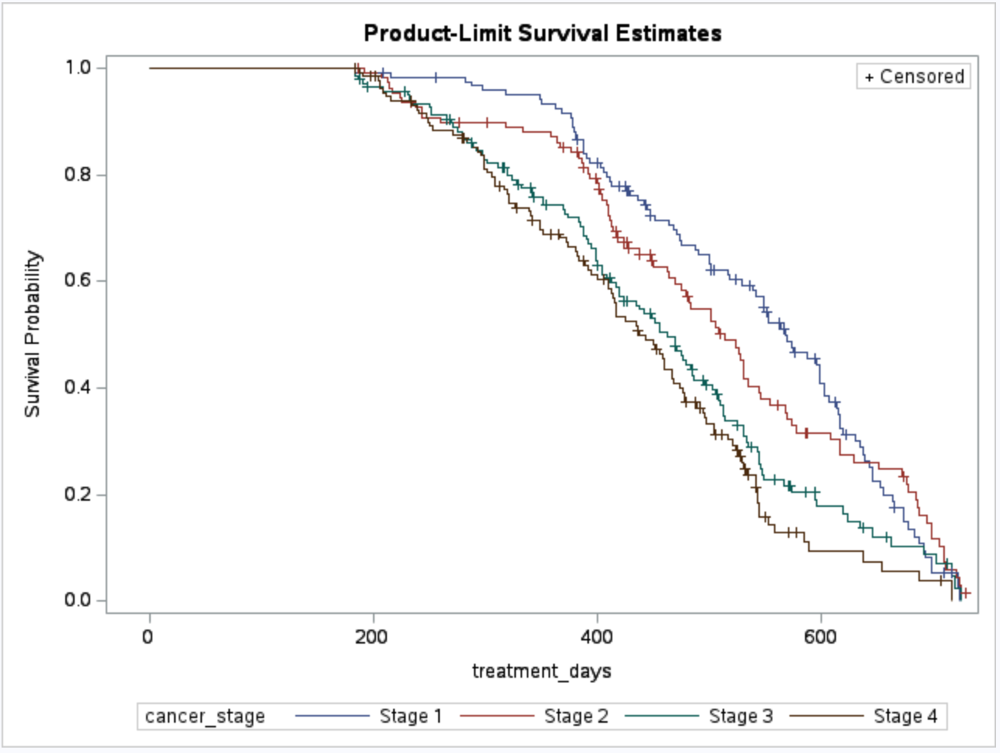 Product-Limit Survival Estimates
+ Censored
1.0
0.8
0.6
0.4
0.2
0.0
Survival Probability
0 200 400 600
treatment_days
cancer_stage Stage 1 Stage 2 Stage 3 Stage 4